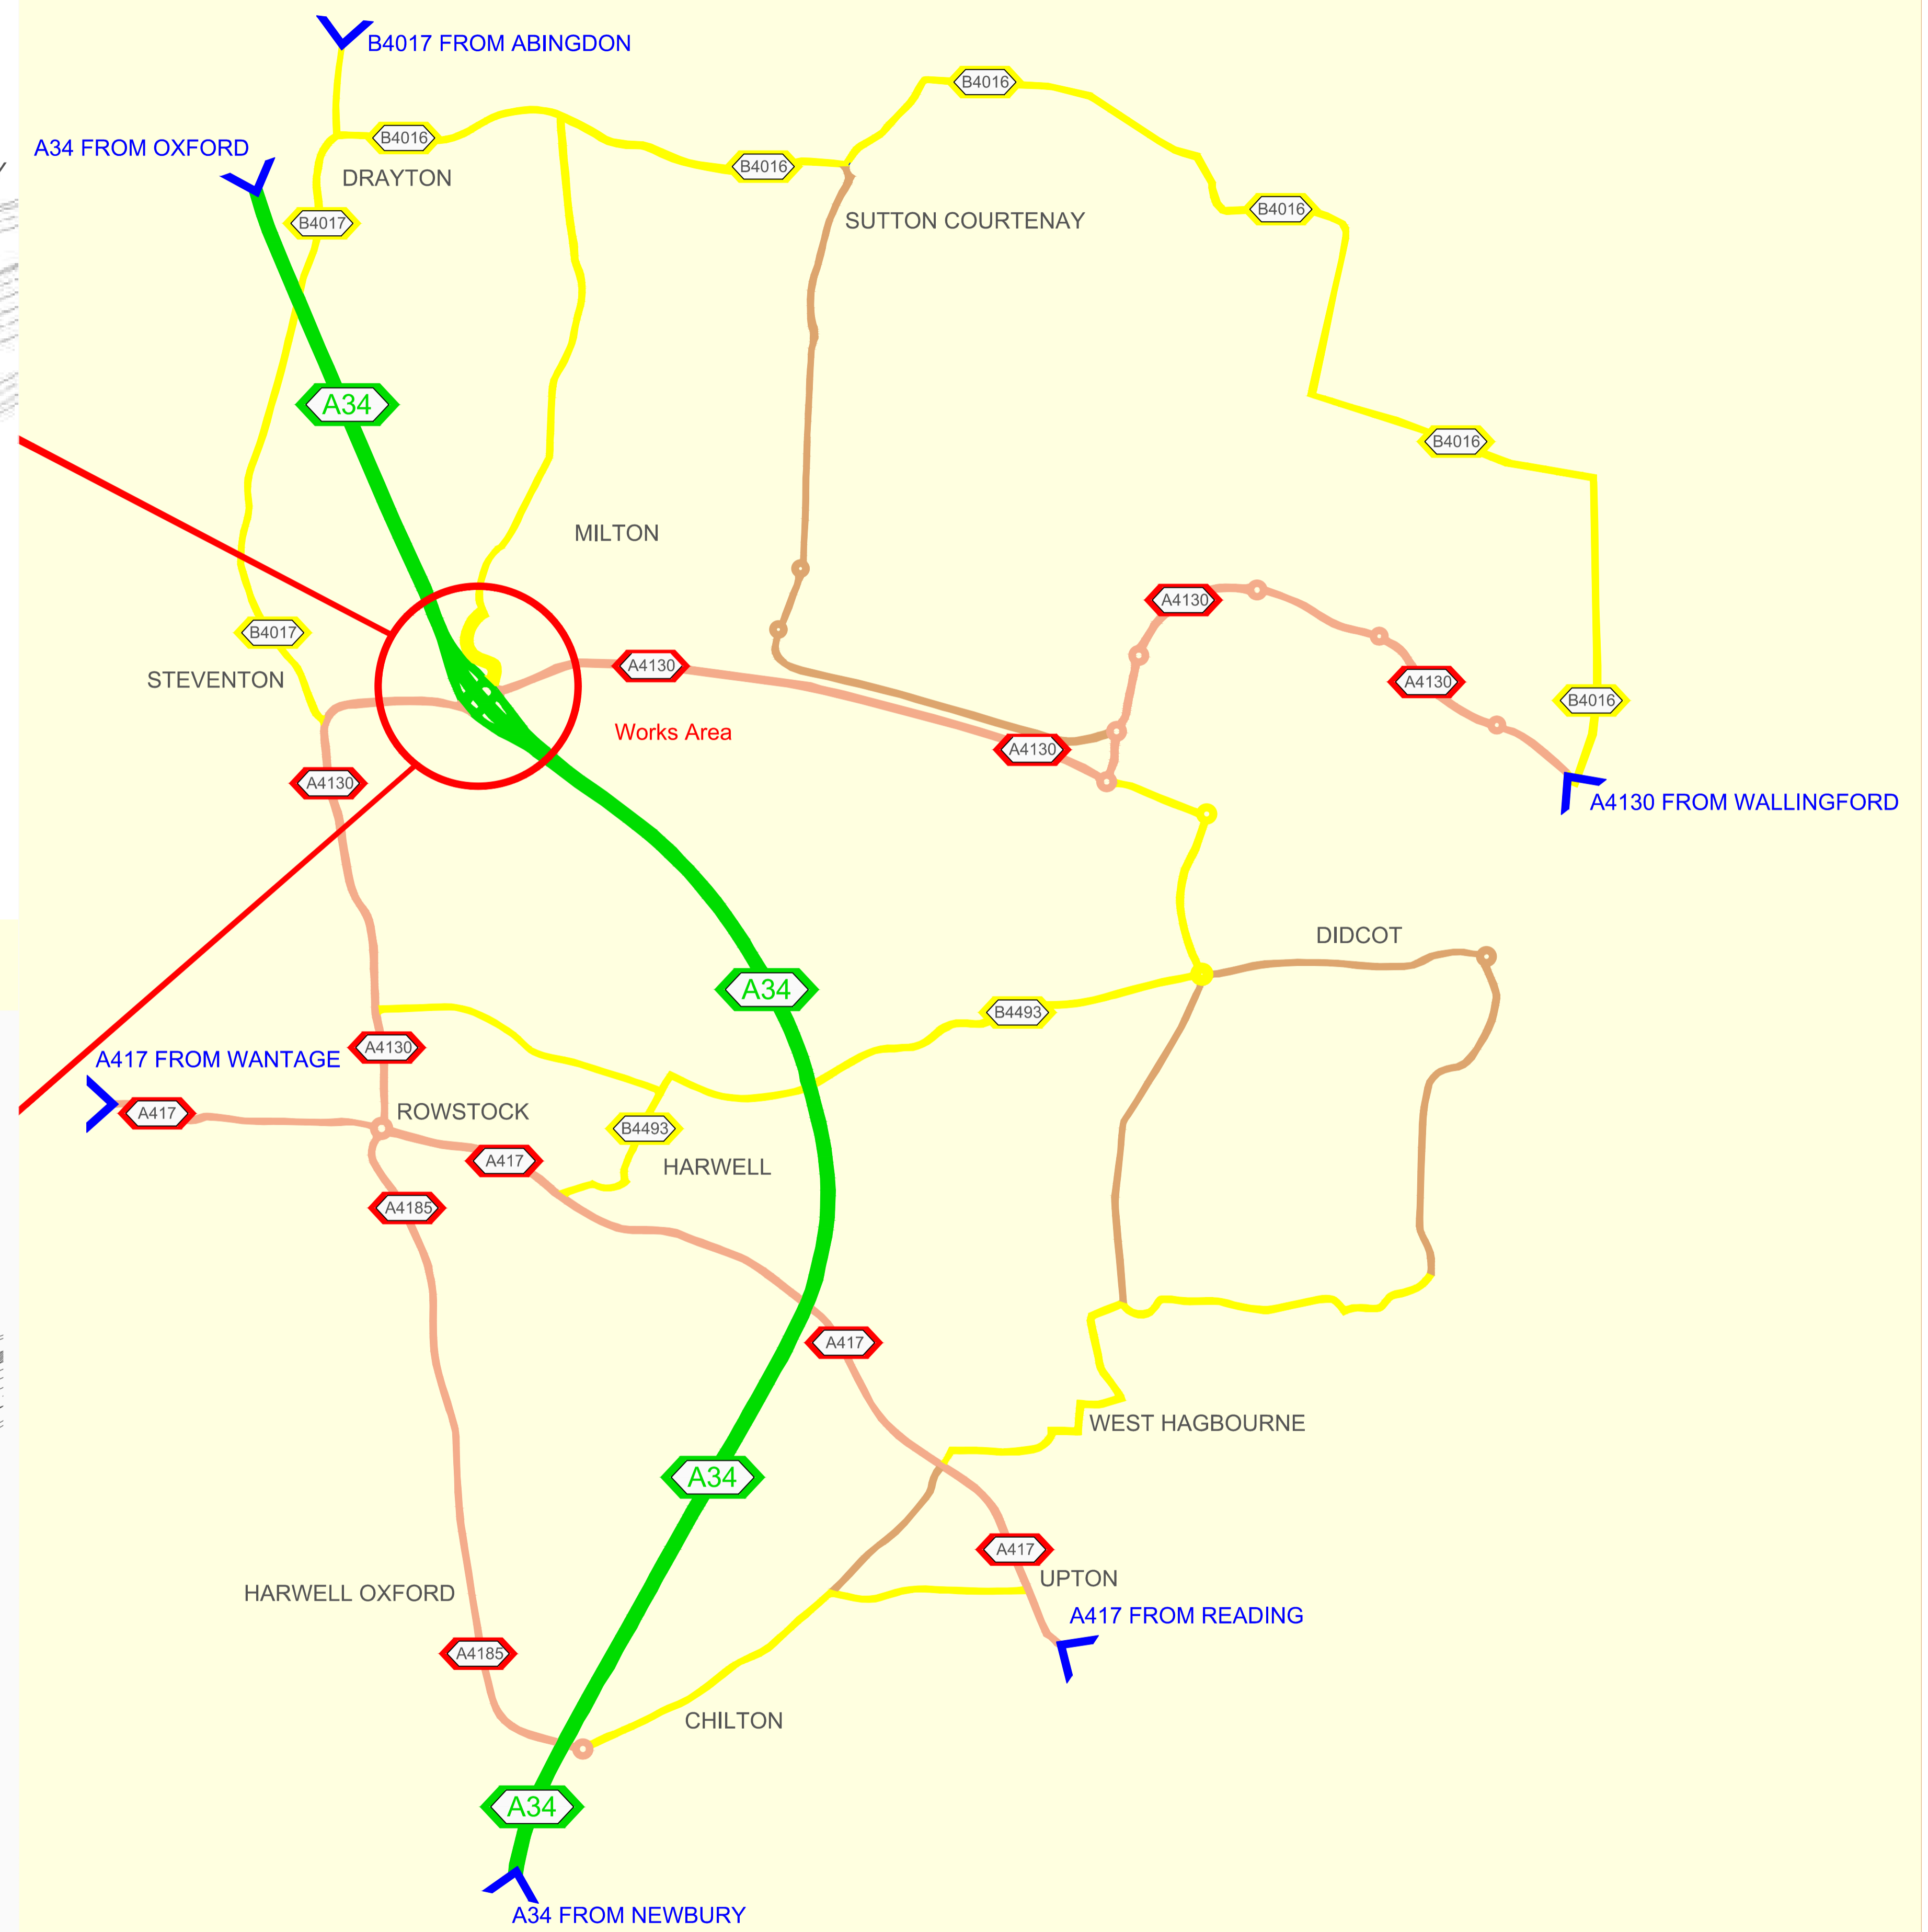 B4017 FROM ABINGDON
B4016
A34 FROM OXFORD
B4016
B4016
DRAYTON
B4017
SUTTON COURTENAY
B4016
A34
B4016
MILTON
A4130
B4017
A4130
STEVENTON
A4130
B4016
Works Area
A4130
A4130
A4130 FROM WALLINGFORD
DIDCOT
A34
B4493
A4130
A417 FROM WANTAGE
A417
ROWSTOCK
B4493
A417
HARWELL
A4185
A417
WEST HAGBOURNE
A34
A417
UPTON
HARWELL OXFORD
A417 FROM READING
A4185
CHILTON
A34
A34 FROM NEWBURY